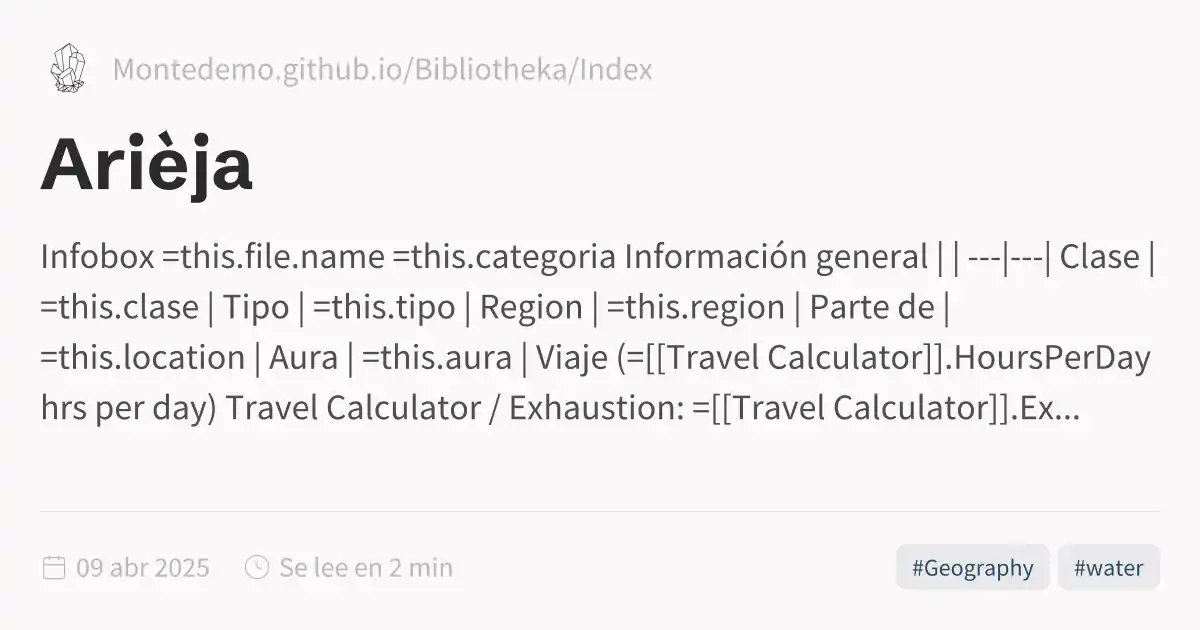 Montedemo.github.io/Bibliotheka/Index
Arièja
Infobox =this.file.name =this.categoria Información general | | ---|---| Clase |
=this.clase | Tipo | =this.tipo | Region | =this.region | Parte de |
=this.location | Aura | =this.aura | Viaje (=[[Travel Calculator]].HoursPerDay
hrs per day) Travel Calculator / Exhaustion: =[[Travel Calculator]].Ex...
09 abr 2025 Se lee en 2 min #Geography #water